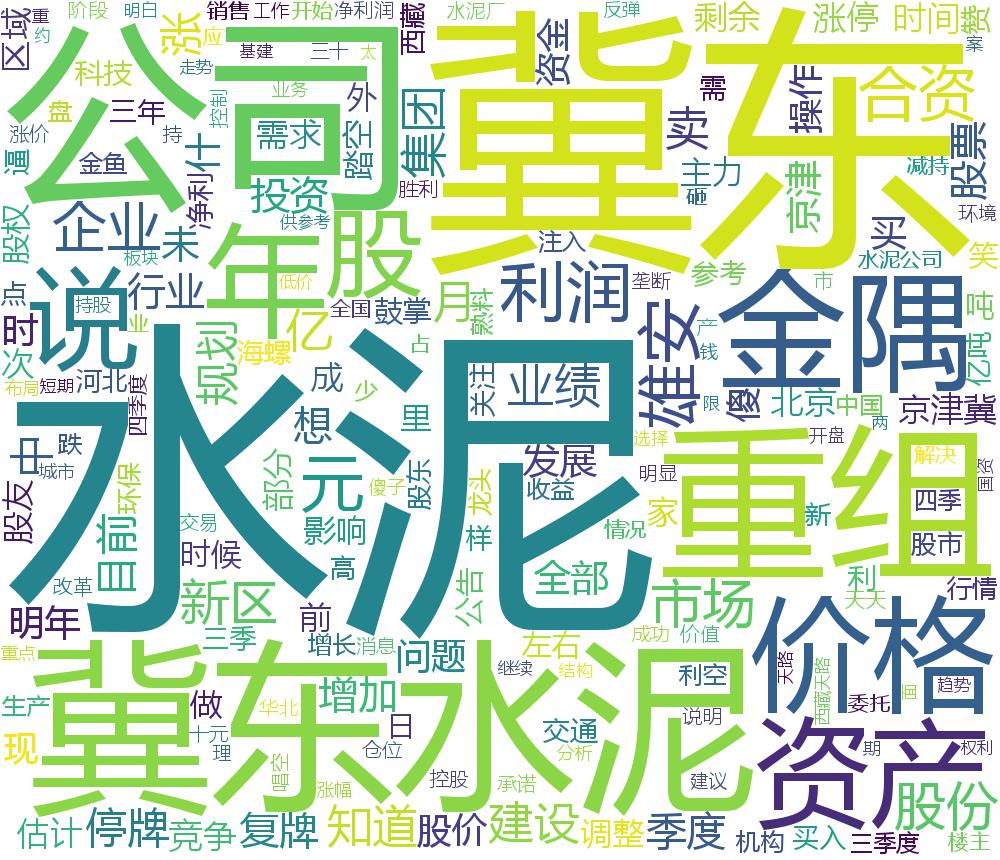 区域
重
约
阶段
明白
公司
涨
销售
工作
开始
净利润
西藏
水泥厂
反弹
冀东
剩余
涨停
时间
赞
案
应
基建
三十
太
走势
业务
资金
科技
三年
外
需
操作
合资
盘
控制
涨价
持
需求
踏空
集团
卖
股票
逼
金鱼
什
净利
投资
胜利
主力
砸
京津
减持
环境
股权
企业
未
供参考
注入
买
笑
板块
年
股
水泥公司
点
说
行业
低价
利润
垄断
参考
市
持股
时
业
亿
全国
鼓掌
月
熟料
雄安
金隅
吨
亿吨
次
河北
规划
海螺
成
占
产
钱
布局
短期
四季度
少
里
关注
业绩
限
傻
北京
中国
京津冀
水泥
想
选择
重组
开盘
两
中
跌
城市
元
部分
傻子
股东
龙头
发展
收益
明显
解决
国资
股友
环保
目前
交易
影响
样
情况
家
新
四季
时候
高
股市
改革
公告
全部
利
天天
行情
明年
新区
前
市场
价格
三季
增长
消息
问题
左右
成功
价值
重点
冀东水泥
继续
结构
利空
天路
西藏天路
面
趋势
生产
做
华北
增加
日
交通
说明
委托
资产
现
十元
理
仓位
分析
期
权利
唱空
涨幅
控股
承诺
建议
股份
估计
停牌
竞争
复牌
知道
股价
建设
调整
季度
机构
买入
三季度
楼主